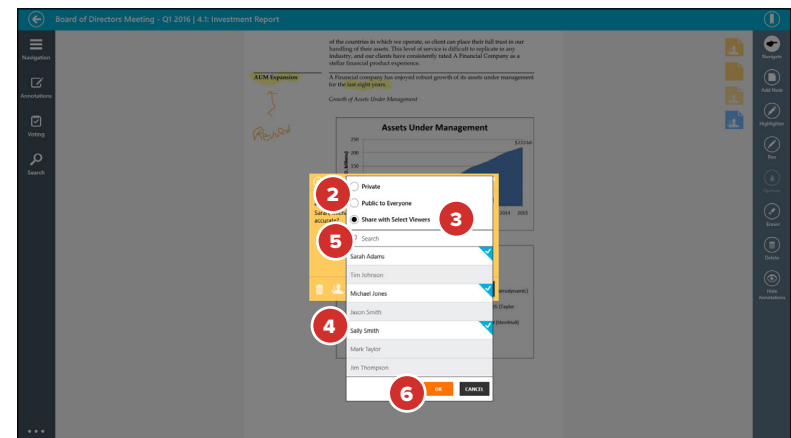 Board of Directors Meeting - Q1 2016 | 4.1: Investment Report
Navigation
Annotations
Voting
Search
of the countries in which we operate, so client can place their full trust in our
handling of their assets. This level of service is difficult to replicate in any
industry, and our clients have consistently rated A Financial Company as a
stellar financial product experience.
AUM Expansion
A Financial company has enjoyed robust growth of its assets under management
for the last eight years.
Growth of Assets Under Management
Assets Under Management
250
200
150
2014 2015
2
Private
Public to Everyone
Share with Select Viewers
3
5
Search
Sarah Adams
Tim Johnson
Michael Jones
Jason Smith
4
Sally Smith
Mark Taylor
Jim Thompson
6
OK
CANCEL
accurate?
(Taylor
Navigate
Add Note
Highlighter
Pen
Options
Eraser
Delete
Hide
Annotations